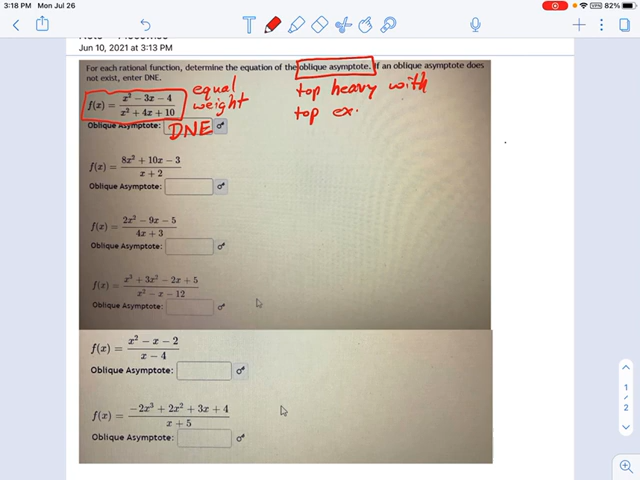 3:18 PM Mon Jul 26
82%
Jun 10, 2021 at 3:13 PM
For each rational function, determine the equation of the oblique asymptote. If an oblique asymptote does
not exist, enter DNE.
equal
weight
top heavy with
top ex.
f(x) = (x² − 3x − 4)/(x² + 4x + 10)
Oblique Asymptote: DNE
f(x) = (8x² + 10x − 3)/(x + 2)
Oblique Asymptote:
f(x) = (2x² − 9x − 5)/(4x + 3)
Oblique Asymptote:
f(x) = (x³ + 3x² − 2x + 5)/(x² − x − 12)
Oblique Asymptote:
f(x) = (x² − x − 2)/(x − 4)
Oblique Asymptote:
f(x) = (−2x³ + 2x² + 3x + 4)/(x + 5)
Oblique Asymptote:
1
2